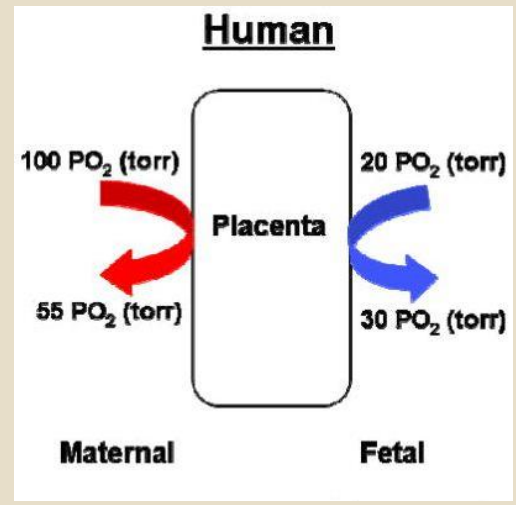 Human
100 PO₂ (torr)
20 PO₂ (torr)
Placenta
55 PO₂ (torr)
30 PO₂ (torr)
Maternal
Fetal